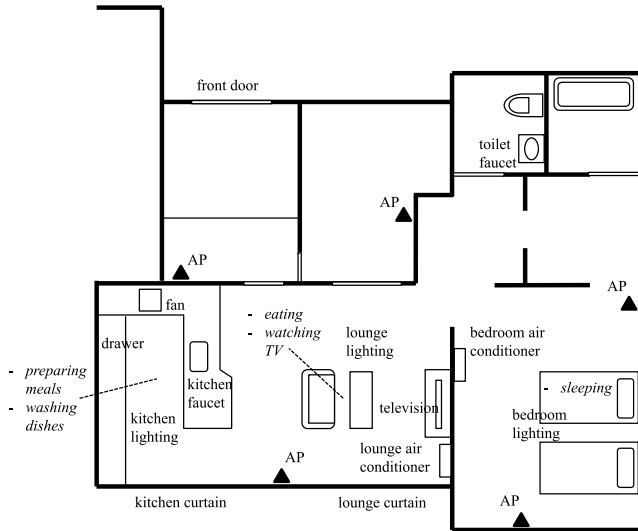 front door
toilet
faucet
AP
AP
AP
fan
- eating
- watching
TV
lounge
lighting
bedroom air
conditioner
drawer
- preparing
meals
- washing
dishes
kitchen
faucet
kitchen
lighting
television
- sleeping
bedroom
lighting
lounge air
conditioner
AP
AP
kitchen curtain
lounge curtain